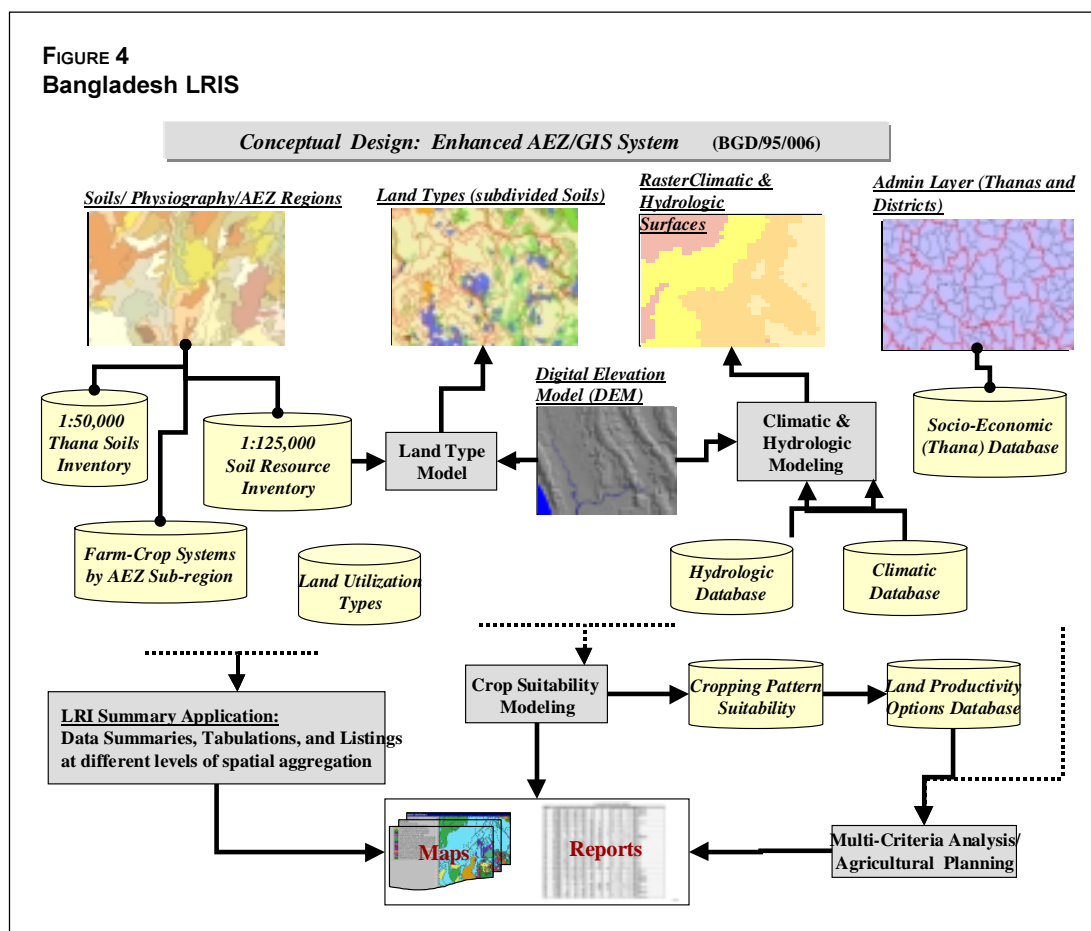 FIGURE 4
Bangladesh LRIS
Conceptual Design: Enhanced AEZ/GIS System (BGD/95/006)
Soils/ Physiography/AEZ Regions
Land Types (subdivided Soils)
RasterClimatic &
Hydrologic
Surfaces
Admin Layer (Thanas and
Districts)
Digital Elevation
Model (DEM)
1:50,000
Thana Soils
Inventory
1:125,000
Soil Resource
Inventory
Land Type
Model
Climatic &
Hydrologic
Modeling
Socio-Economic
(Thana) Database
Farm-Crop Systems
by AEZ Sub-region
Land Utilization
Types
Hydrologic
Database
Climatic
Database
Crop Suitability
Modeling
Cropping Pattern
Suitability
Land Productivity
Options Database
LRI Summary Application:
Data Summaries, Tabulations, and Listings
at different levels of spatial aggregation
Maps
Reports
Multi-Criteria Analysis/
Agricultural Planning